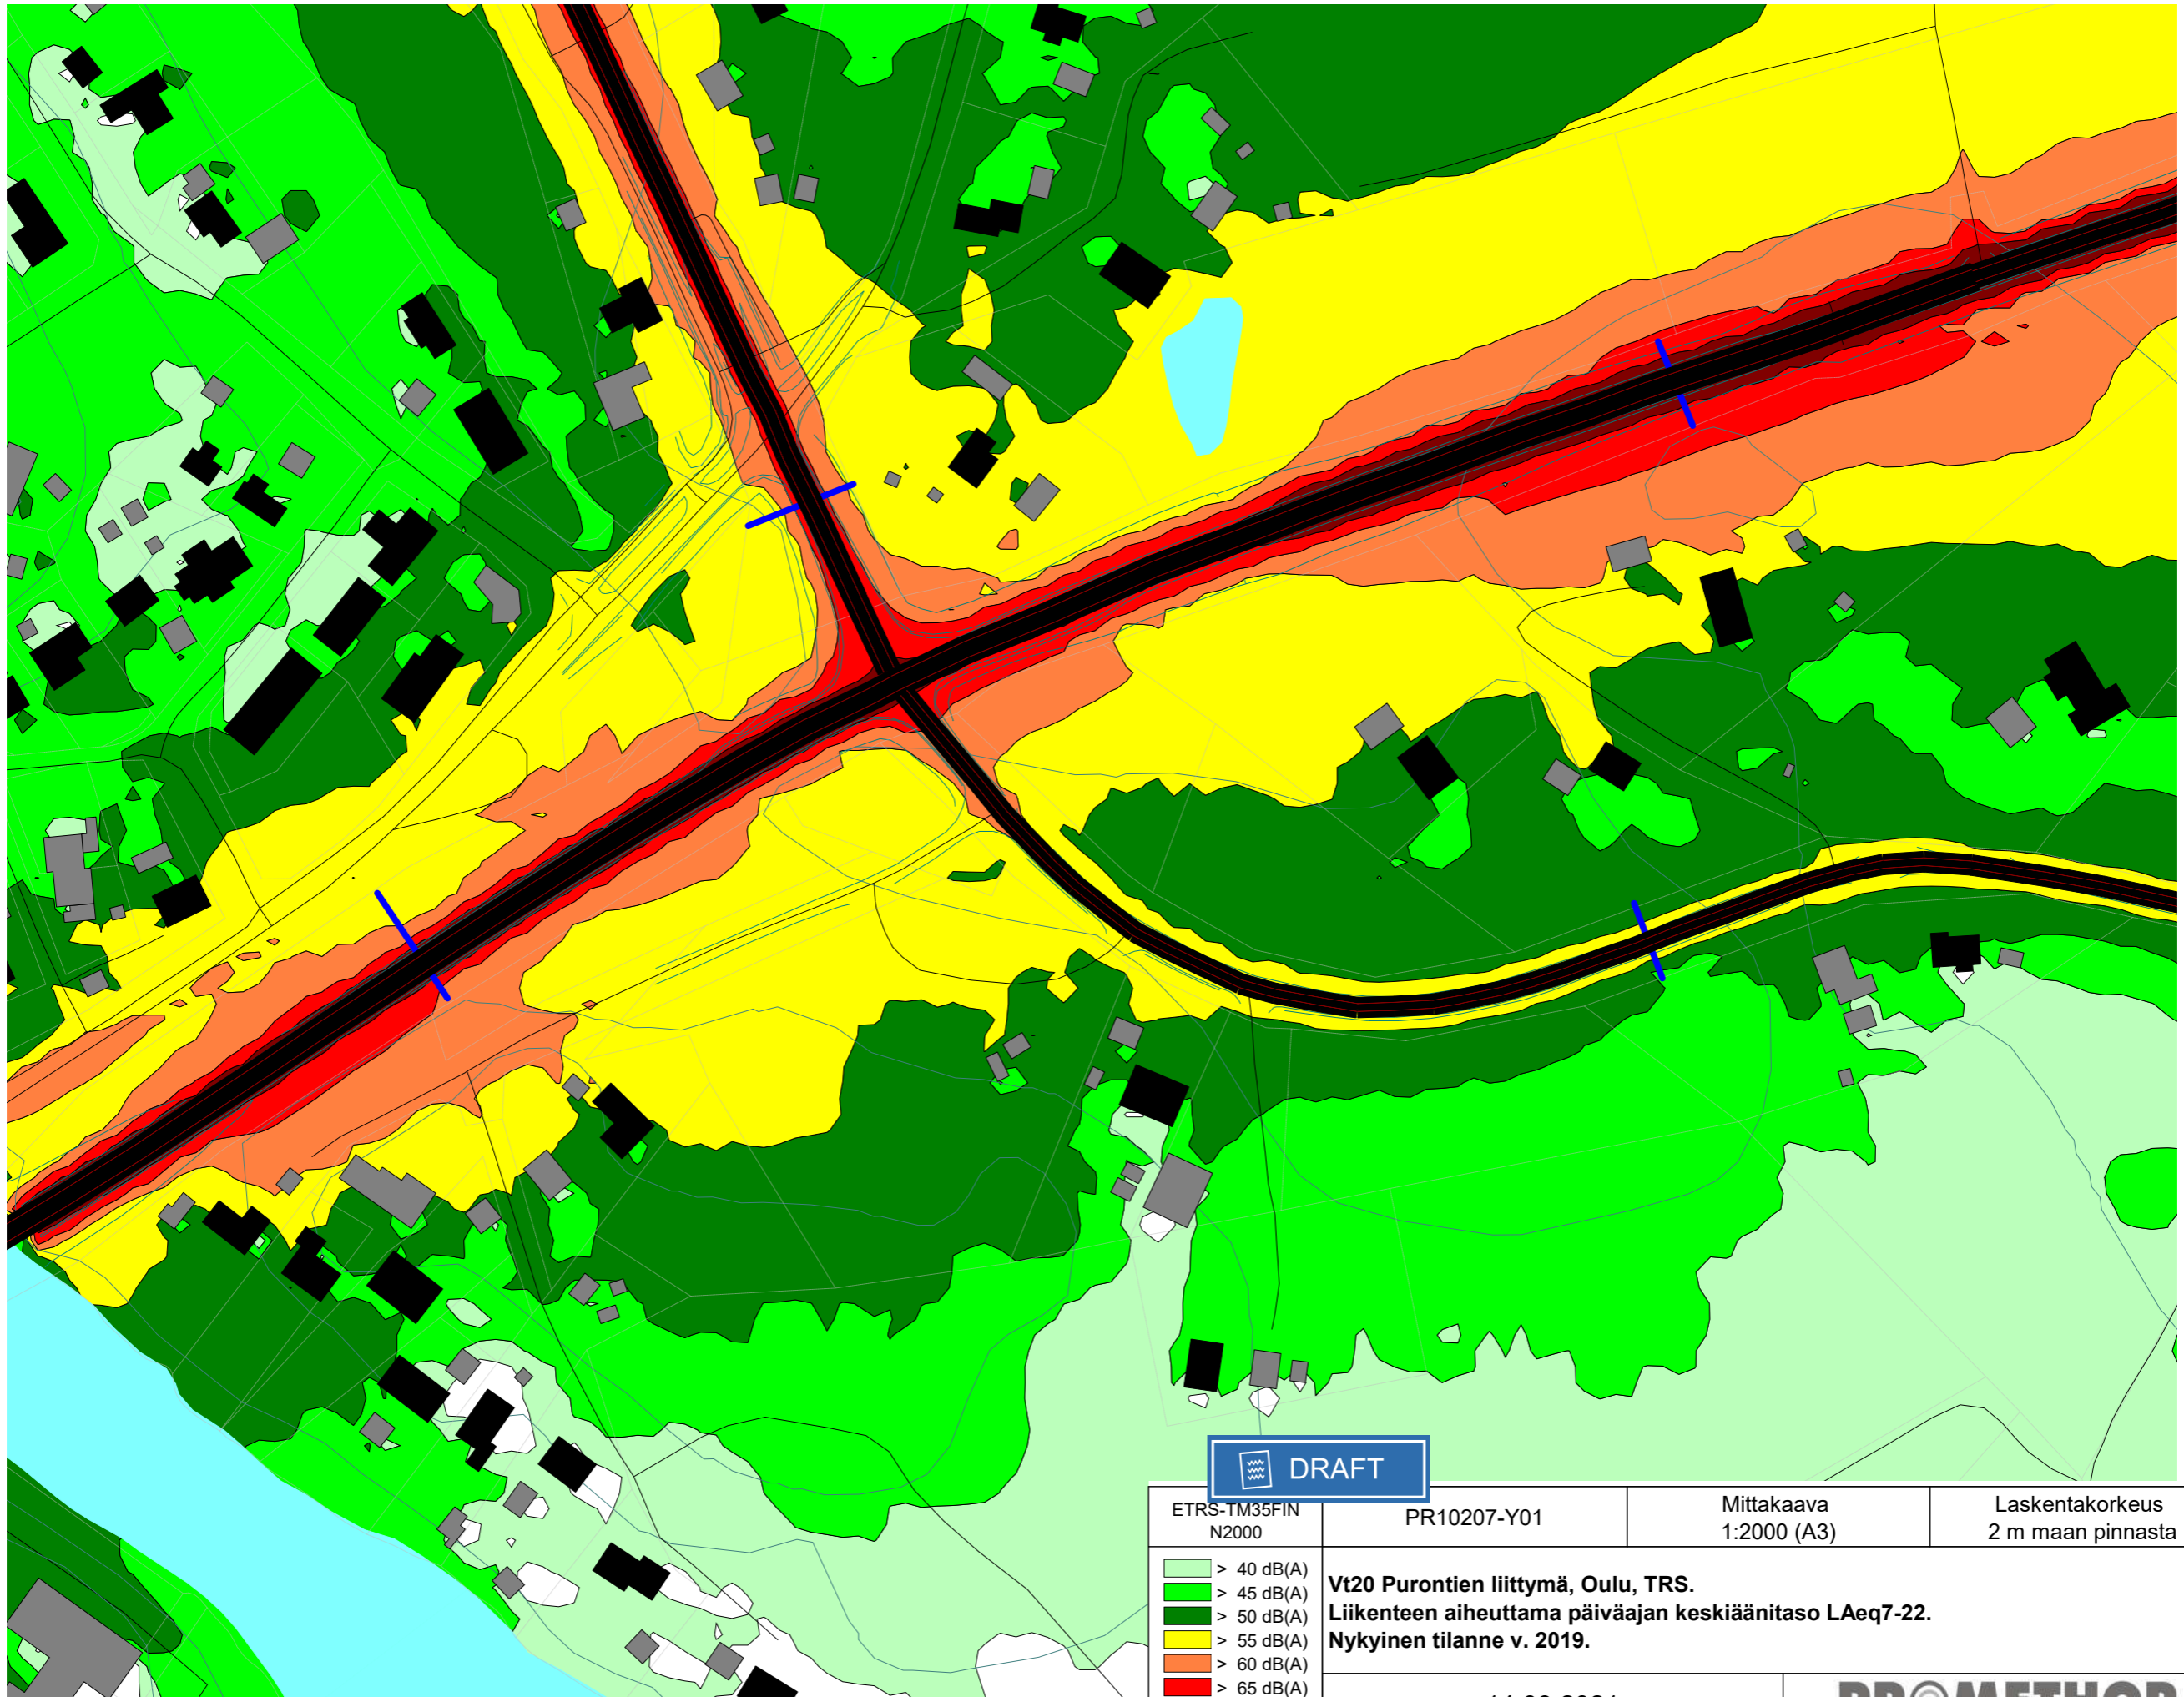 DRAFT
ETRS-TM35FIN
N2000
PR10207-Y01
Mittakaava
1:2000 (A3)
Laskentakorkeus
2 m maan pinnasta
> 40 dB(A)
> 45 dB(A)
> 50 dB(A)
> 55 dB(A)
> 60 dB(A)
> 65 dB(A)
Vt20 Purontien liittymä, Oulu, TRS.
Liikenteen aiheuttama päiväajan keskiäänitaso LAeq7-22.
Nykyinen tilanne v. 2019.